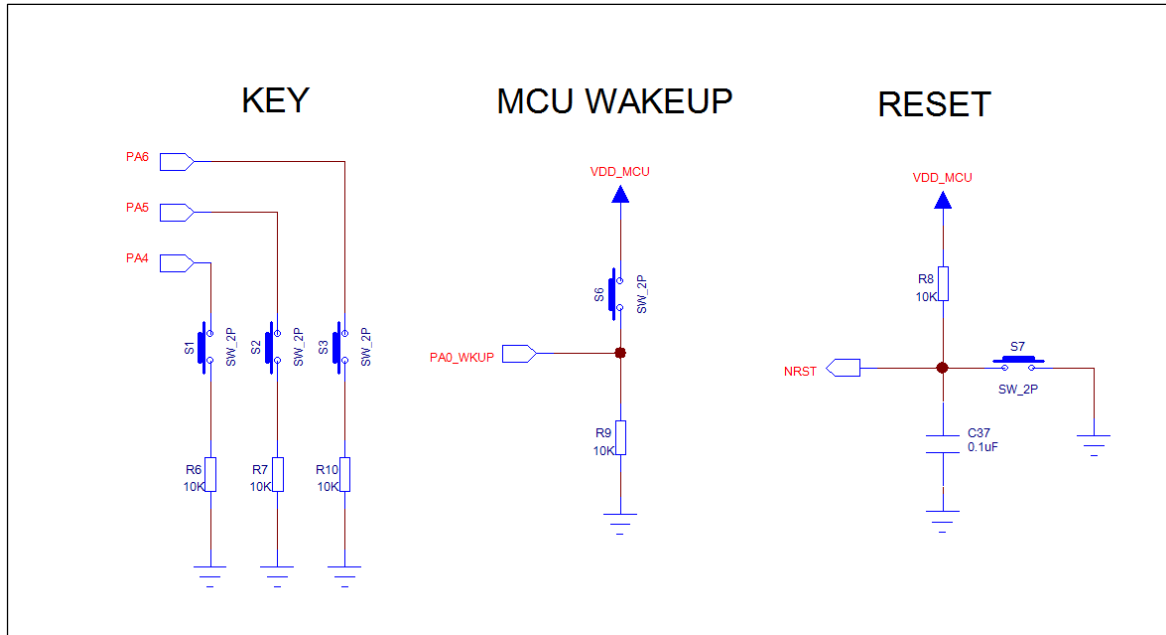 KEY
MCU WAKEUP
RESET
PA6
PA5
PA4
S1
SW_2P
S2
SW_2P
S3
SW_2P
R6
10K
R7
10K
R10
10K
VDD_MCU
S6
SW_2P
PA0_WKUP
R9
10K
VDD_MCU
R8
10K
NRST
S7
SW_2P
C37
0.1uF